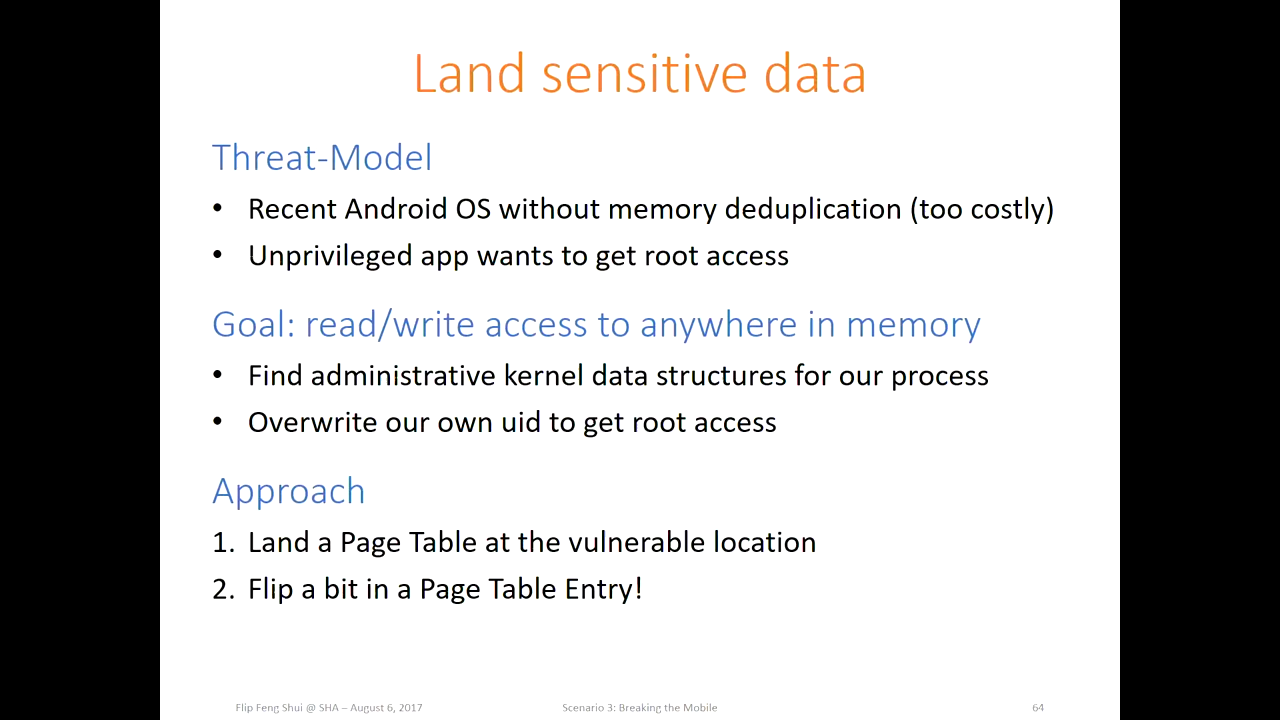 Land sensitive data
Threat-Model
• Recent Android OS without memory deduplication (too costly)
• Unprivileged app wants to get root access
Goal: read/write access to anywhere in memory
• Find administrative kernel data structures for our process
• Overwrite our own uid to get root access
Approach
1. Land a Page Table at the vulnerable location
2. Flip a bit in a Page Table Entry!
Flip Feng Shui @ SHA – August 6, 2017 Scenario 3: Breaking the Mobile 64